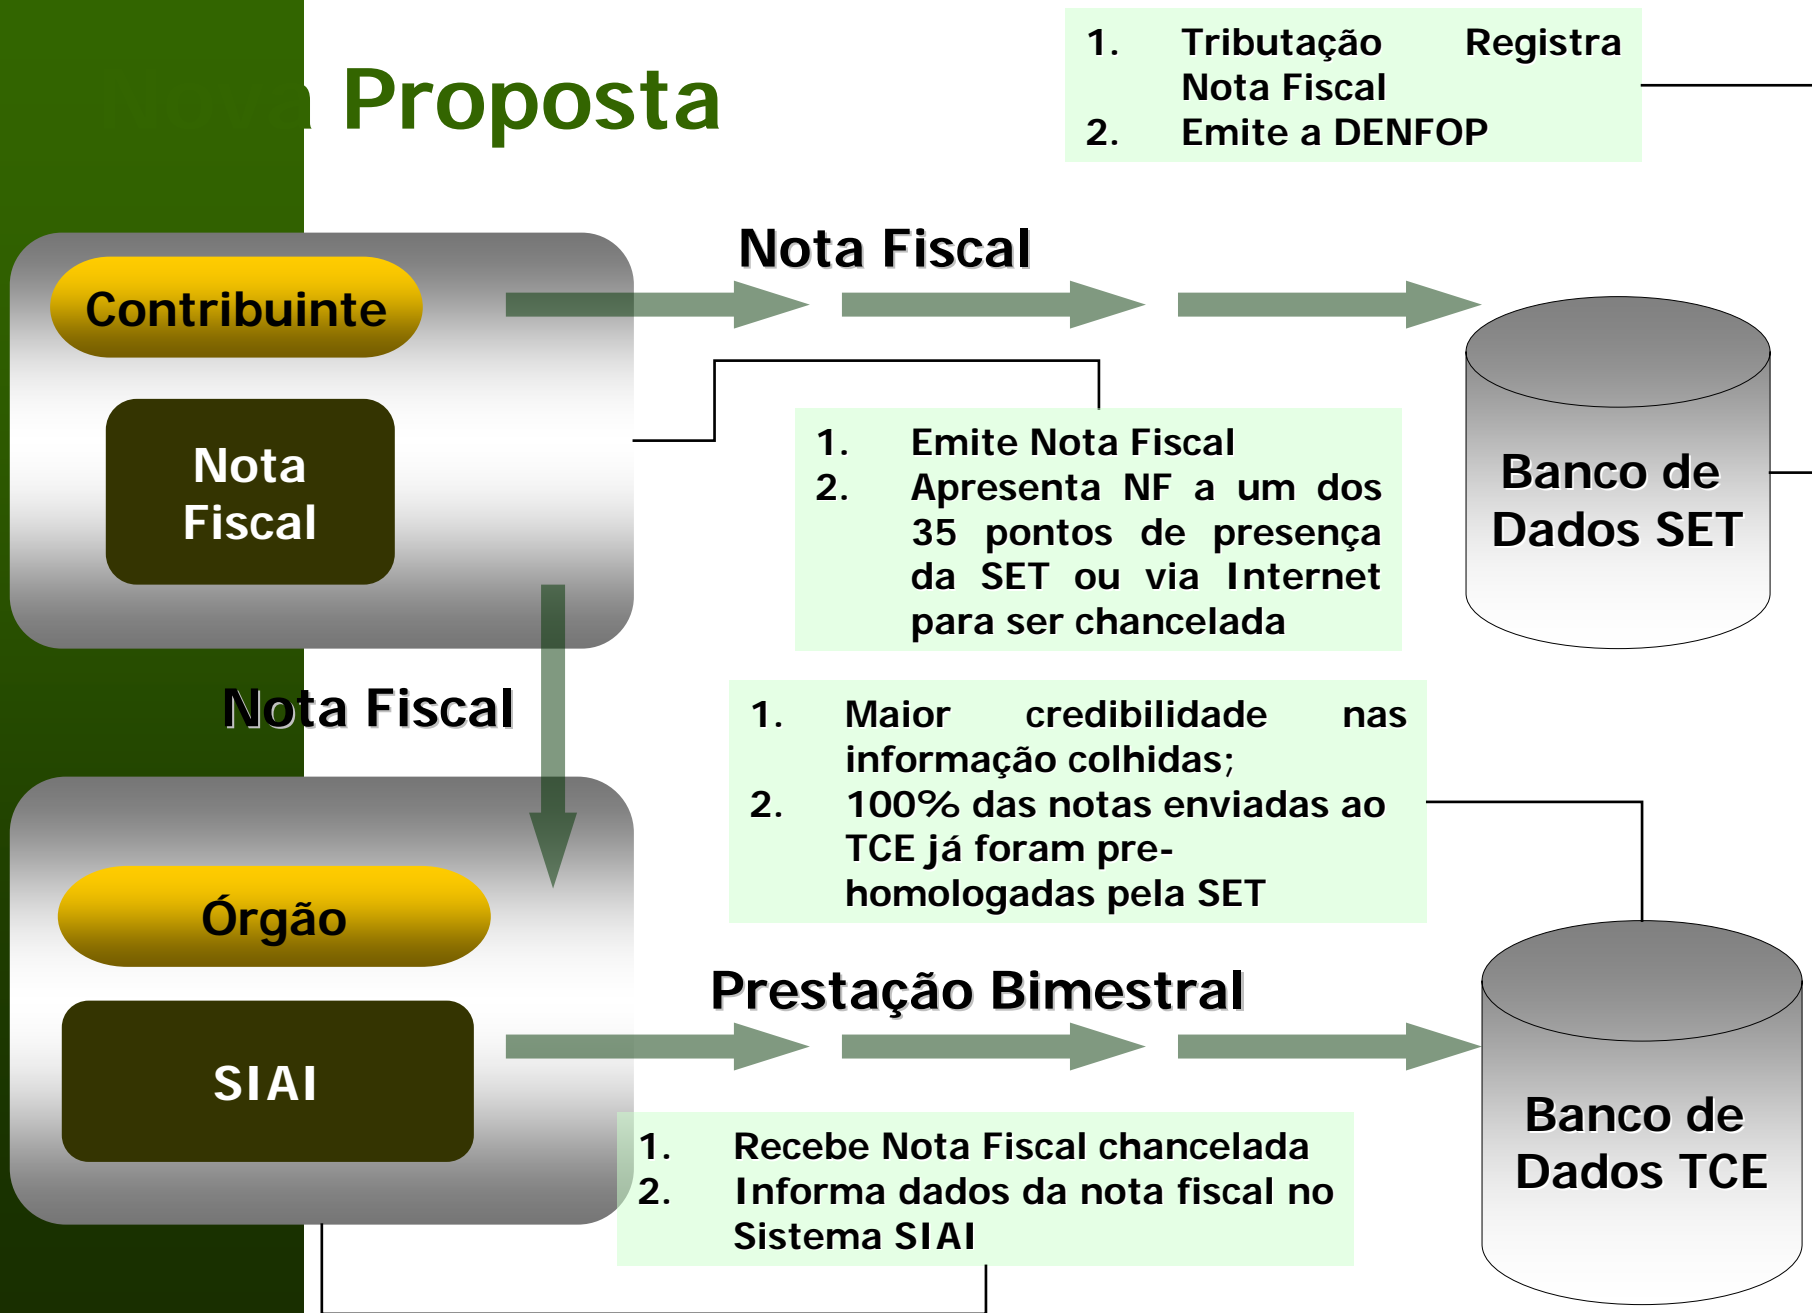 Nova Proposta
1. Tributação Registra
Nota Fiscal
2. Emite a DENFOP
Nota Fiscal
Contribuinte
Nota
Fiscal
1. Emite Nota Fiscal
2. Apresenta NF a um dos
35 pontos de presença
da SET ou via Internet
para ser chancelada
Banco de
Dados SET
Nota Fiscal
1. Maior credibilidade nas
informação colhidas;
2. 100% das notas enviadas ao
TCE já foram pre-
homologadas pela SET
Órgão
SIAI
Prestação Bimestral
1. Recebe Nota Fiscal chancelada
2. Informa dados da nota fiscal no
Sistema SIAI
Banco de
Dados TCE